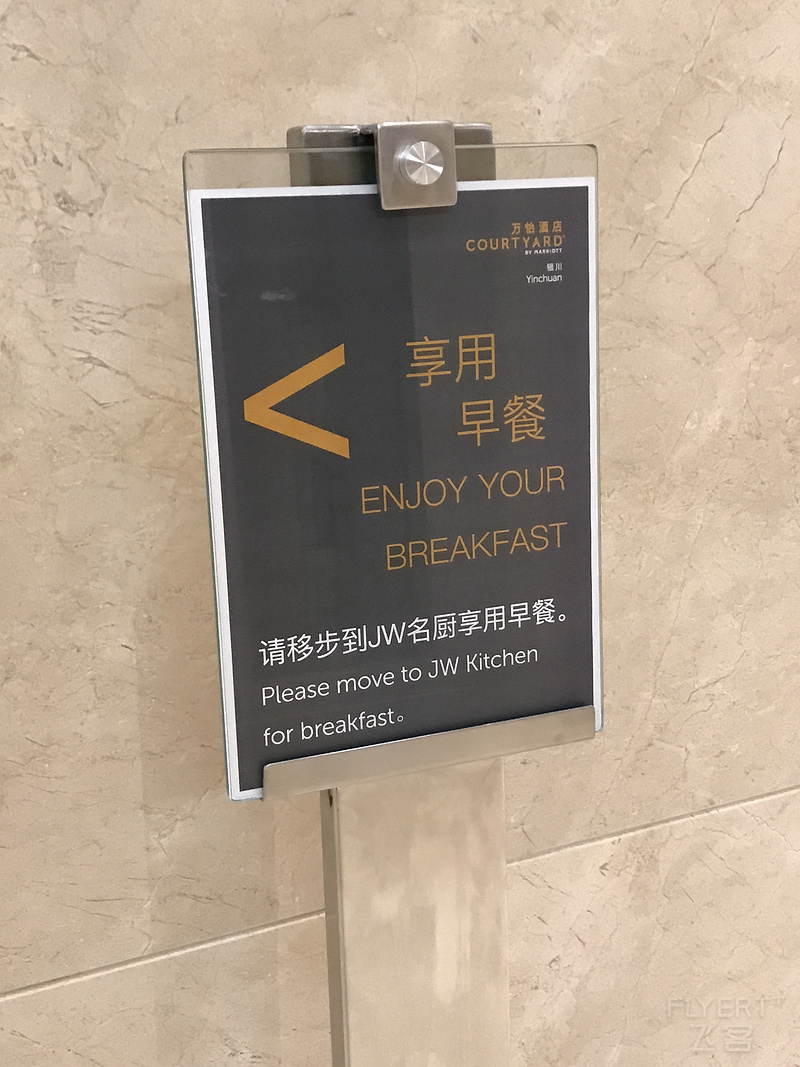 万怡酒店
COURTYARD®
BY MARRIOTT
银川
Yinchuan
享用
早餐
ENJOY YOUR
BREAKFAST
请移步到JW名厨享用早餐。
Please move to JW Kitchen
for breakfast。
FLYERT
飞客